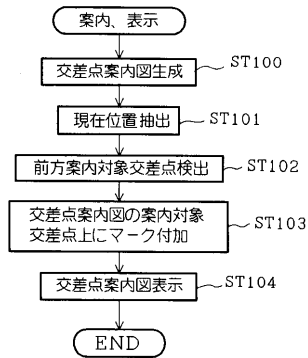 案内、表示
交差点案内図生成
ST100
現在位置抽出
ST101
前方案内対象交差点検出
ST102
交差点案内図の案内対象
交差点上にマーク付加
ST103
交差点案内図表示
ST104
END